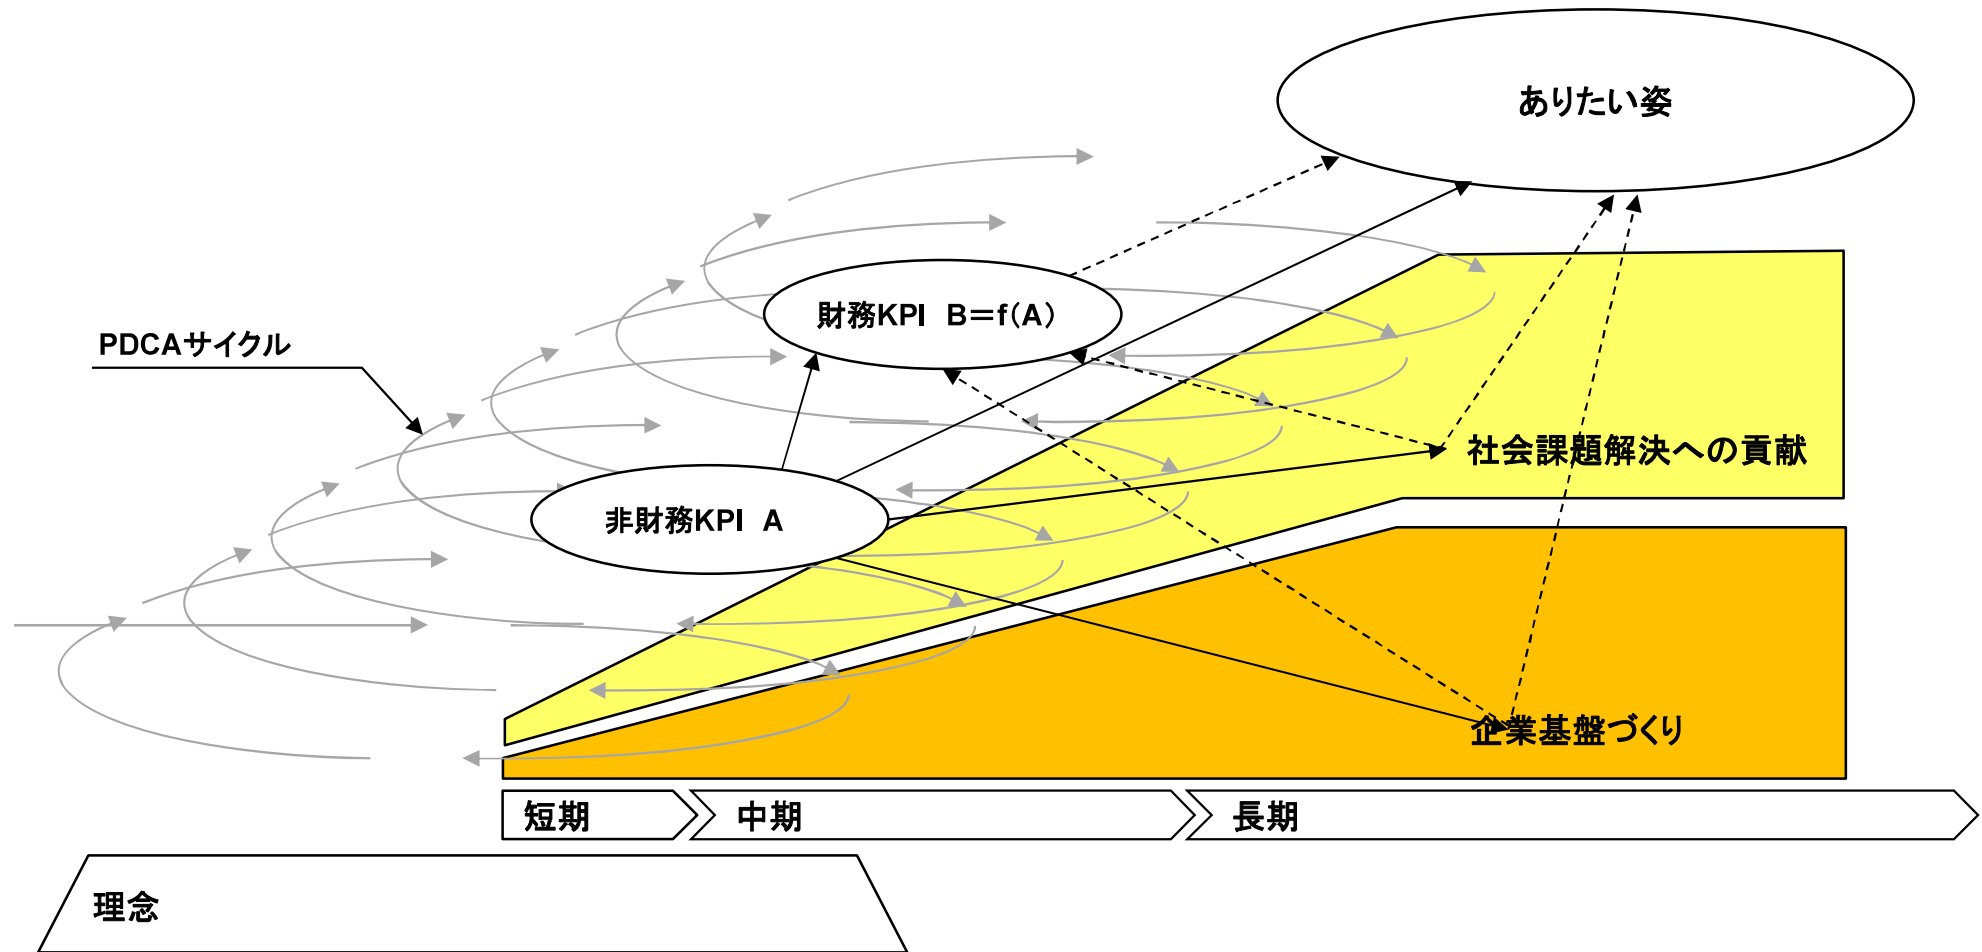 ありたい姿
財務KPI　B＝f(A)
PDCAサイクル
社会課題解決への貢献
非財務KPI　A
企業基盤づくり
短期
中期
長期
理念